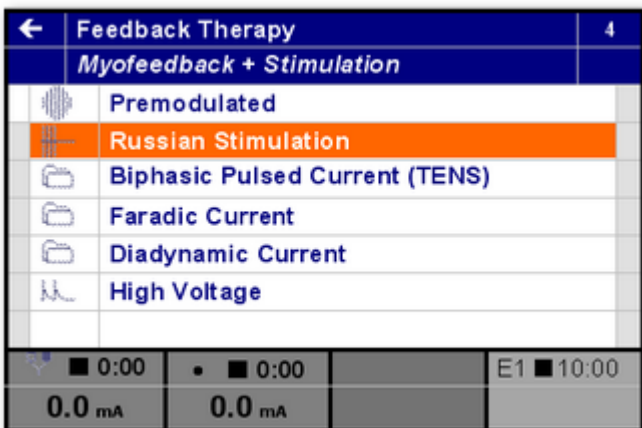 Feedback Therapy 4
Myofeedback + Stimulation
Premodulated
Russian Stimulation
Biphasic Pulsed Current (TENS)
Faradic Current
Diadynamic Current
High Voltage
0:00 0:00 E1 10:00
0.0 mA 0.0 mA